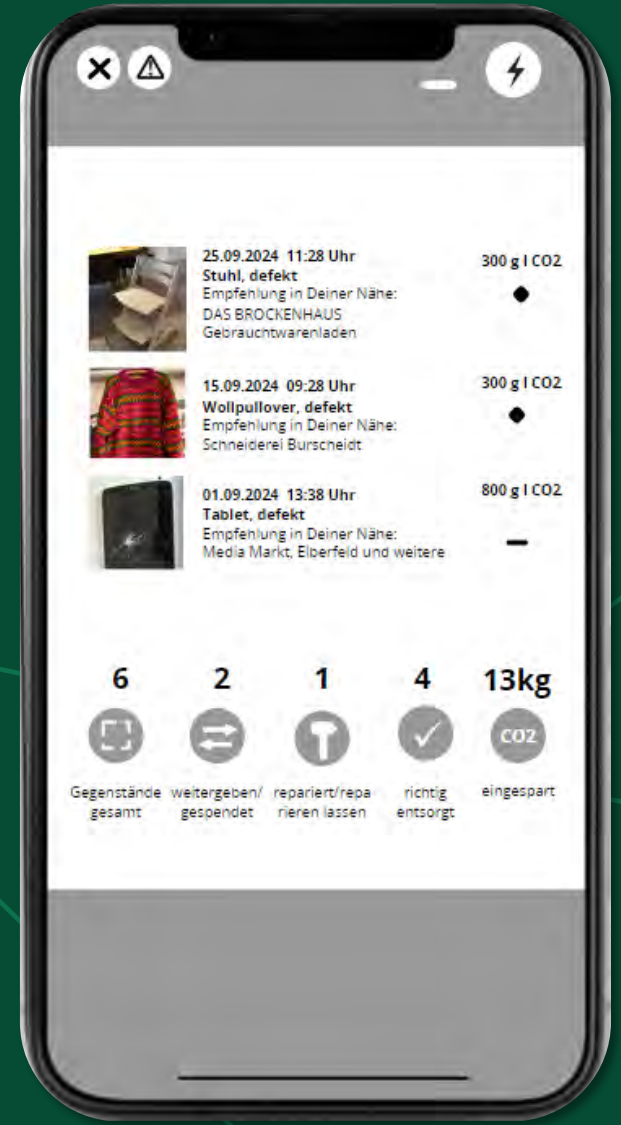 25.09.2024 11:28 Uhr
Stuhl, defekt
Empfehlung in Deiner Nähe:
DAS BROCKENHAUS
Gebrauchtwarenladen
300 g l CO2
15.09.2024 09:28 Uhr
Wollpullover, defekt
Empfehlung in Deiner Nähe:
Schneiderei Burscheidt
300 g l CO2
01.09.2024 13:38 Uhr
Tablet, defekt
Empfehlung in Deiner Nähe:
Media Markt, Elberfeld und weitere
800 g l CO2
6 2 1 4 13kg
CO2
Gegenstände weitergeben/ repariert/repa richtig eingespart
gesamt gespendet rieren lassen entsorgt